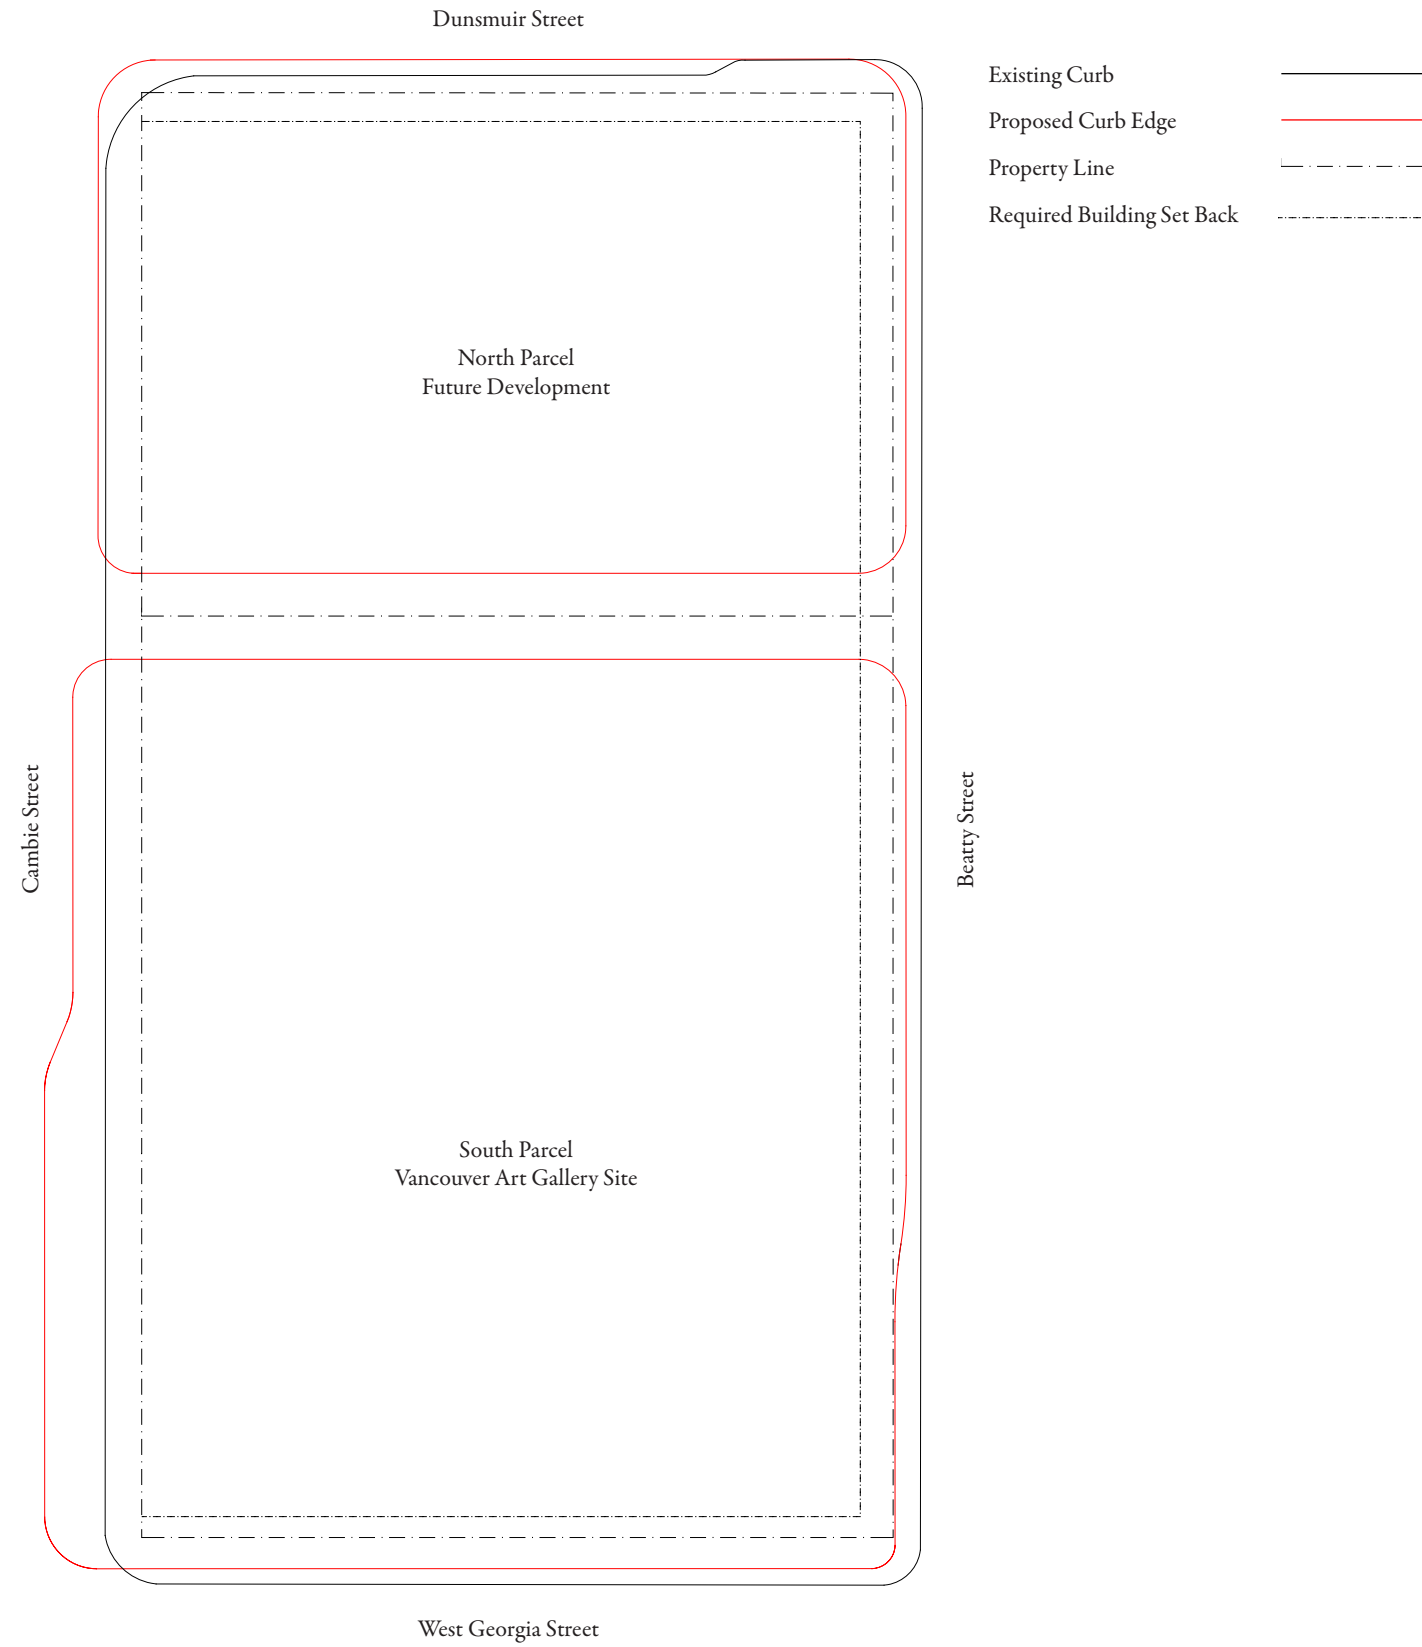 Dunsmuir Street
Existing Curb
Proposed Curb Edge
Property Line
Required Building Set Back
North Parcel
Future Development
Cambie Street
Beatty Street
South Parcel
Vancouver Art Gallery Site
West Georgia Street